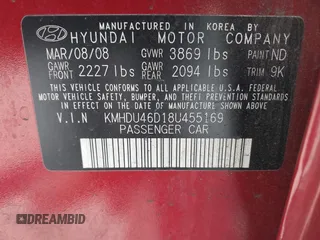 MANUFACTURED IN KOREA BY
HYUNDAI MOTOR COMPANY
MAR/08/08 GVWR 3869 lbs PAINT ND
GAWR FRONT 2227 lbs GAWR REAR 2094 lbs TRIM 9K
THIS VEHICLE CONFORMS TO ALL APPLICABLE U.S.A. FEDERAL
MOTOR VEHICLE SAFETY, BUMPER, AND THEFT PREVENTION
STANDARDS IN EFFECT ON THE DATE OF MANUFACTURE SHOWN ABOVE.
V.I.N KMHDU46D18U455169
PASSENGER CAR
DREAMBID